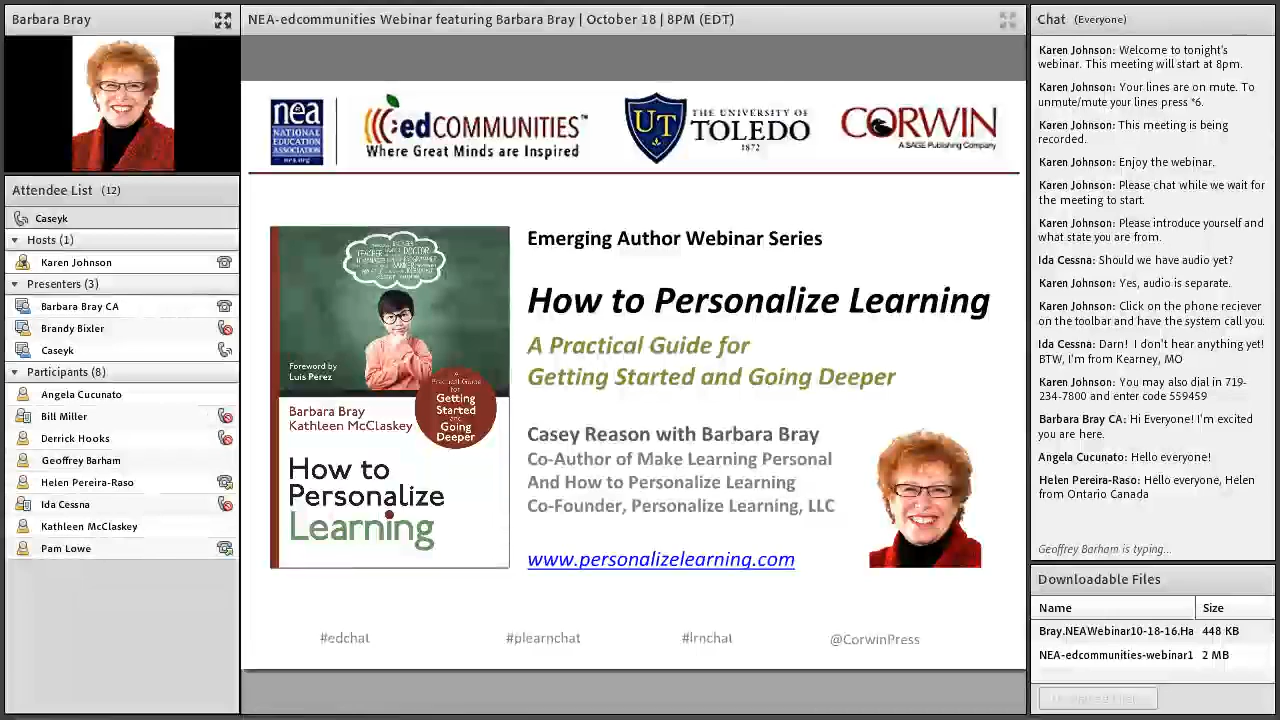 Barbara Bray
NEA-edcommunities Webinar featuring Barbara Bray | October 18 | 8PM (EDT)
Attendee List (12)
Caseyk
Hosts (1)
Karen Johnson
Presenters (3)
Barbara Bray CA
Brandy Bixler
Caseyk
Participants (8)
Angela Cucunato
Bill Miller
Derrick Hooks
Geoffrey Barham
Helen Pereira-Raso
Ida Cessna
Kathleen McClaskey
Pam Lowe
nea
NATIONAL
EDUCATION
ASSOCIATION
nea.org
edCOMMUNITIES™
Where Great Minds are Inspired
UT
THE UNIVERSITY OF
TOLEDO
1872
CORWIN
A SAGE Publishing Company
TEACHER
DOCTOR
Foreword by
Luis Perez
A
Practical Guide
for
Getting
Started
and
Going
Deeper
Barbara Bray
Kathleen McClaskey
How to
Personalize
Learning
Emerging Author Webinar Series
How to Personalize Learning
A Practical Guide for
Getting Started and Going Deeper
Casey Reason with Barbara Bray
Co-Author of Make Learning Personal
And How to Personalize Learning
Co-Founder, Personalize Learning, LLC
www.personalizelearning.com
#edchat
#plearnchat
#lrnchat
@CorwinPress
Chat (Everyone)
Karen Johnson: Welcome to tonight's
webinar. This meeting will start at 8pm.
Karen Johnson: Your lines are on mute. To
unmute/mute your lines press *6.
Karen Johnson: This meeting is being
recorded.
Karen Johnson: Enjoy the webinar.
Karen Johnson: Please chat while we wait for
the meeting to start.
Karen Johnson: Please introduce yourself and
what state you are from.
Ida Cessna: Should we have audio yet?
Karen Johnson: Yes, audio is separate.
Karen Johnson: Click on the phone reciever
on the toolbar and have the system call you.
Ida Cessna: Darn! I don't hear anything yet!
BTW, I'm from Kearney, MO
Karen Johnson: You may also dial in 719-
234-7800 and enter code 559459
Barbara Bray CA: Hi Everyone! I'm excited
you are here.
Angela Cucunato: Hello everyone!
Helen Pereira-Raso: Hello everyone, Helen
from Ontario Canada
Geoffrey Barham is typing...
Downloadable Files
Name Size
Bray.NEAWebinar10-18-16.Ha 448 KB
NEA-edcommunities-webinar1 2 MB